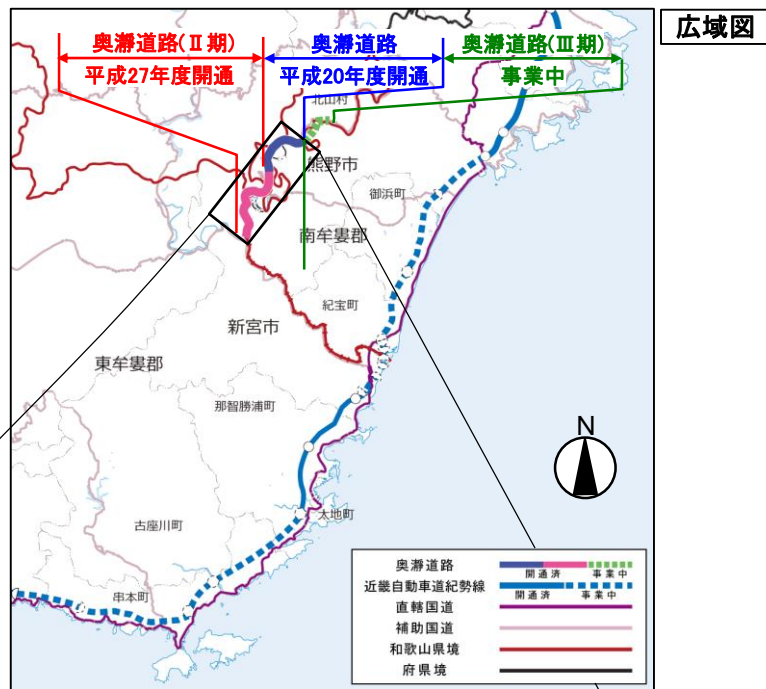 広域図
奥瀞道路(Ⅱ期)
平成27年度開通
奥瀞道路
平成20年度開通
奥瀞道路(Ⅲ期)
事業中
北山村
熊野市
御浜町
南牟婁郡
紀宝町
新宮市
東牟婁郡
那智勝浦町
N
太地町
古座川町
串本町
奥瀞道路
開通済 事業中
近畿自動車道紀勢線
開通済 事業中
直轄国道
補助国道
和歌山県境
府県境